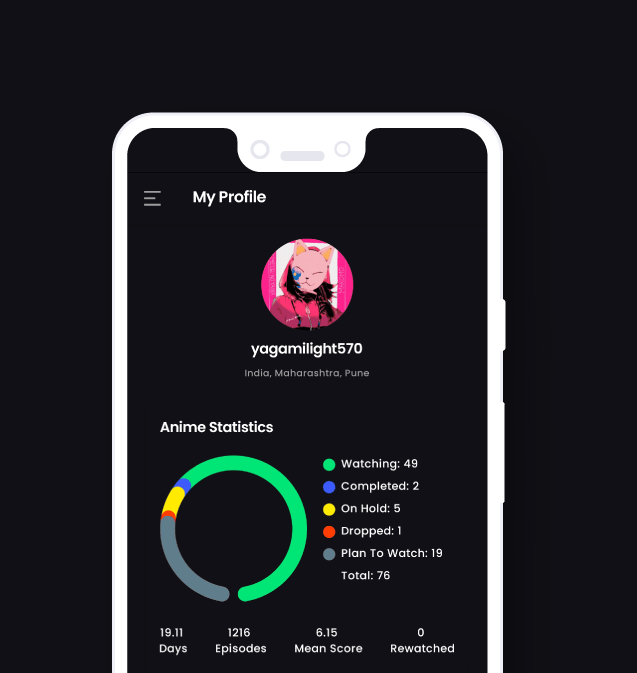 My Profile
yagamilight570
India, Maharashtra, Pune
Anime Statistics
Watching: 49
Completed: 2
On Hold: 5
Dropped: 1
Plan To Watch: 19
Total: 76
19.11 1216 6.15 0
Days Episodes Mean Score Rewatched